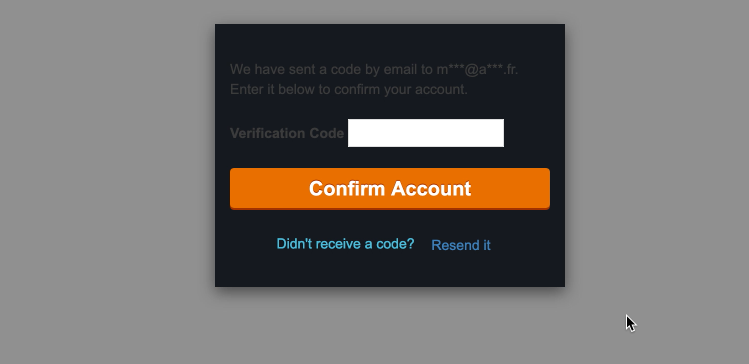 We have sent a code by email to m***@a***.fr.
Enter it below to confirm your account.
Verification Code
Confirm Account
Didn't receive a code? Resend it